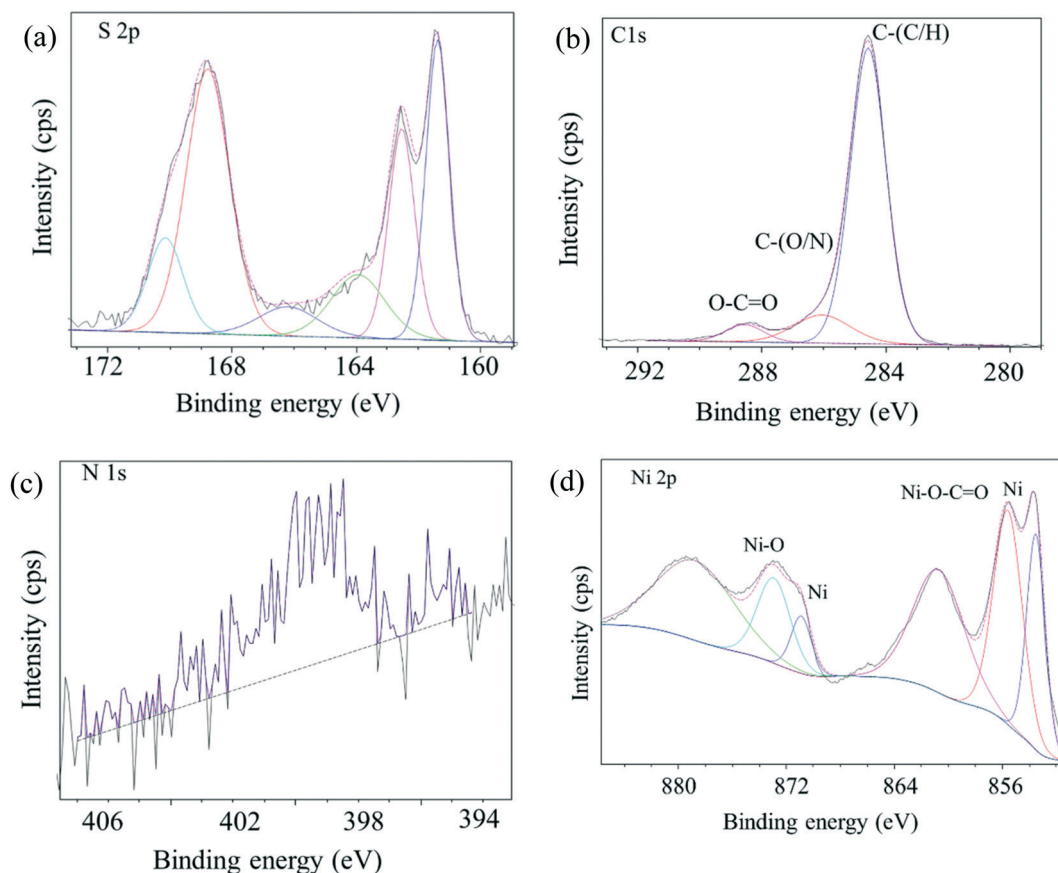 (a)
S 2p
Intensity (cps)
172
168
164
160
Binding energy (eV)
(b)
C1s
C-(C/H)
C-(O/N)
O-C=O
Intensity (cps)
292
288
284
280
Binding energy (eV)
(c)
N 1s
Intensity (cps)
406
402
398
394
Binding energy (eV)
(d)
Ni 2p
Ni-O-C=O
Ni
Ni-O
Ni
Intensity (cps)
880
872
864
856
Binding energy (eV)